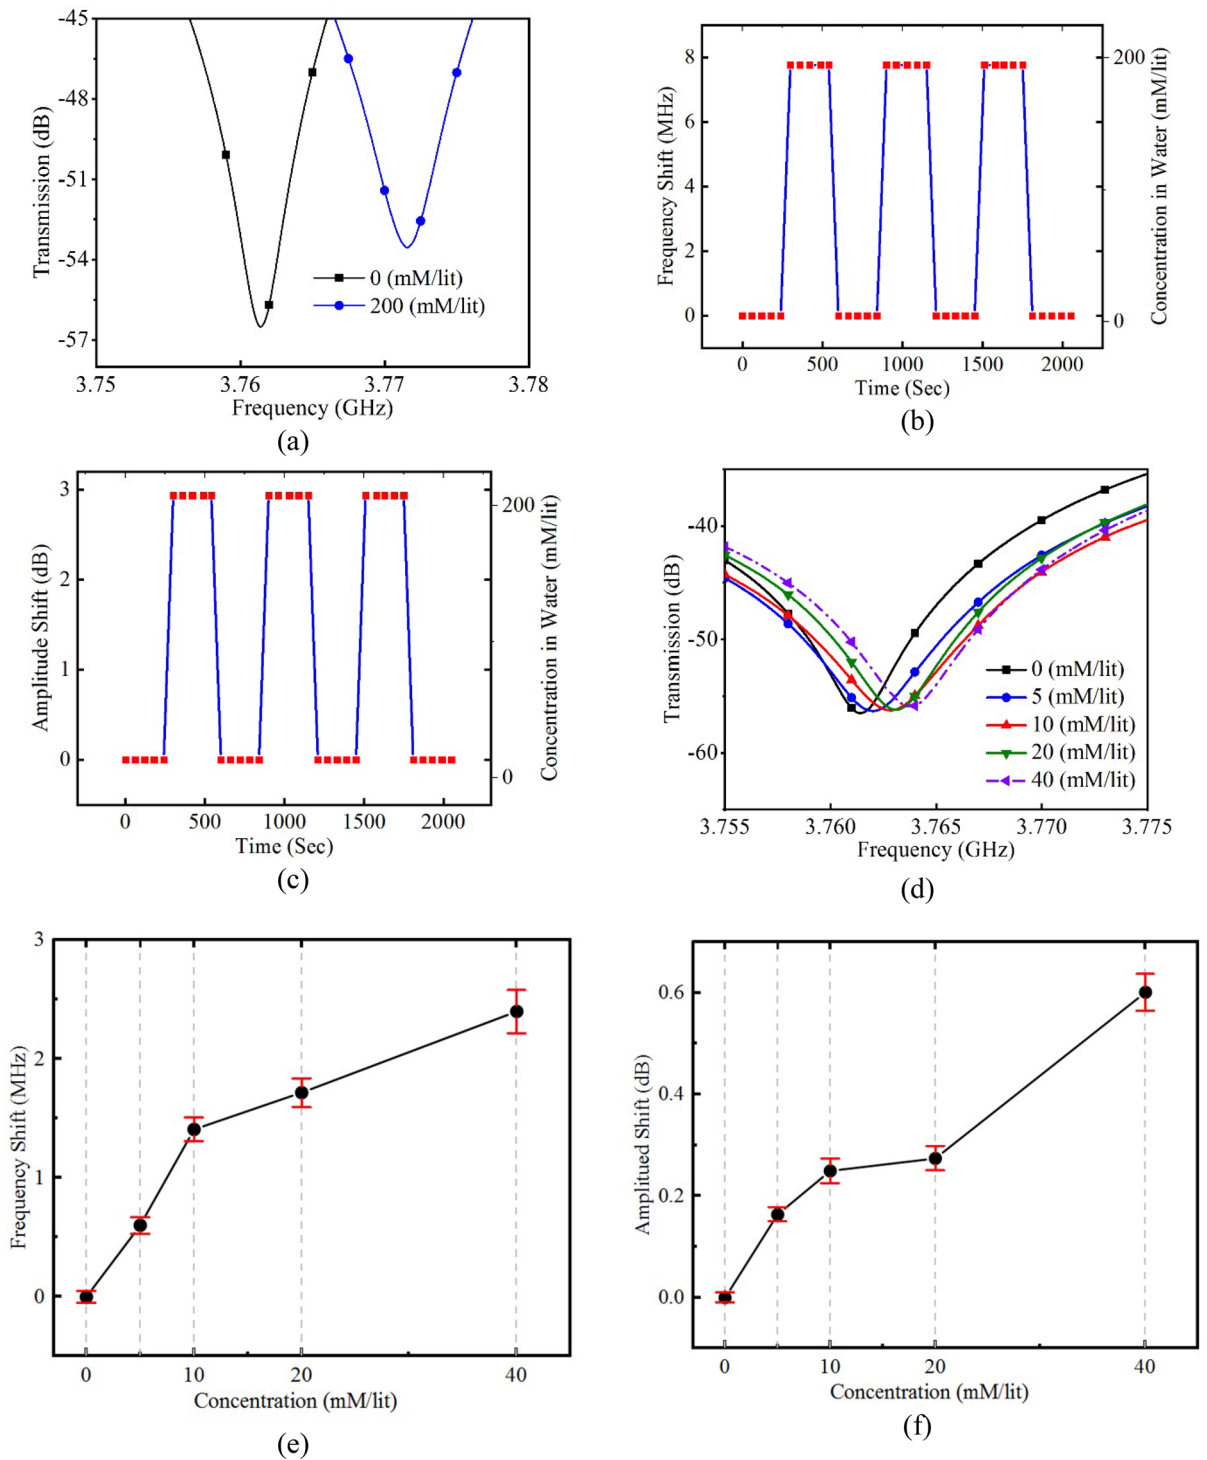 -45
-48
-51
-54
-57
Transmission (dB)
0 (mM/lit)
200 (mM/lit)
3.75 3.76 3.77 3.78
Frequency (GHz)
(a)
8
6
4
2
0
Frequency Shift (MHz)
200
0
Concentration in Water (mM/lit)
0 500 1000 1500 2000
Time (Sec)
(b)
3
2
1
0
Amplitude Shift (dB)
200
0
Concentration in Water (mM/lit)
0 500 1000 1500 2000
Time (Sec)
(c)
-40
-50
-60
Transmission (dB)
0 (mM/lit)
5 (mM/lit)
10 (mM/lit)
20 (mM/lit)
40 (mM/lit)
3.755 3.760 3.765 3.770 3.775
Frequency (GHz)
(d)
3
2
1
0
Frequency Shift (MHz)
0 10 20 40
Concentration (mM/lit)
(e)
0.6
0.4
0.2
0.0
Amplitued Shift (dB)
0 10 20 40
Concentration (mM/lit)
(f)